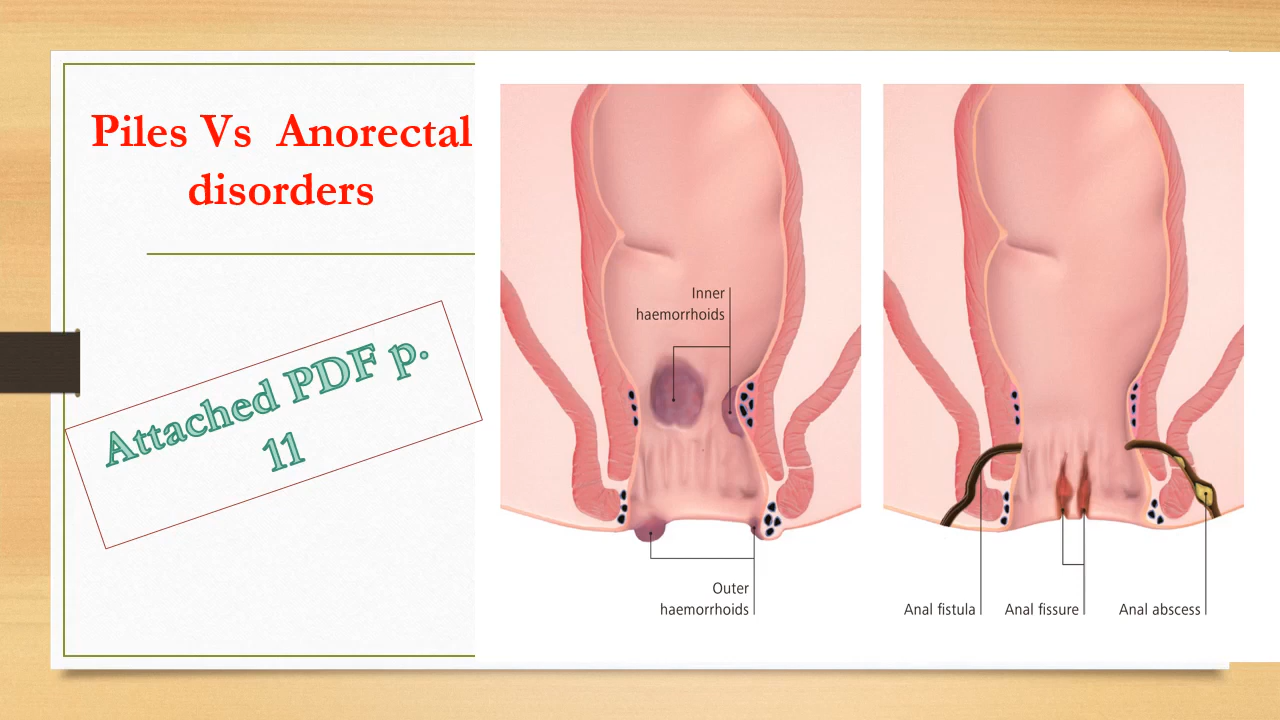 Piles Vs Anorectal
disorders
Attached PDF p.
11
Inner
haemorrhoids
Outer
haemorrhoids
Anal fistula
Anal fissure
Anal abscess